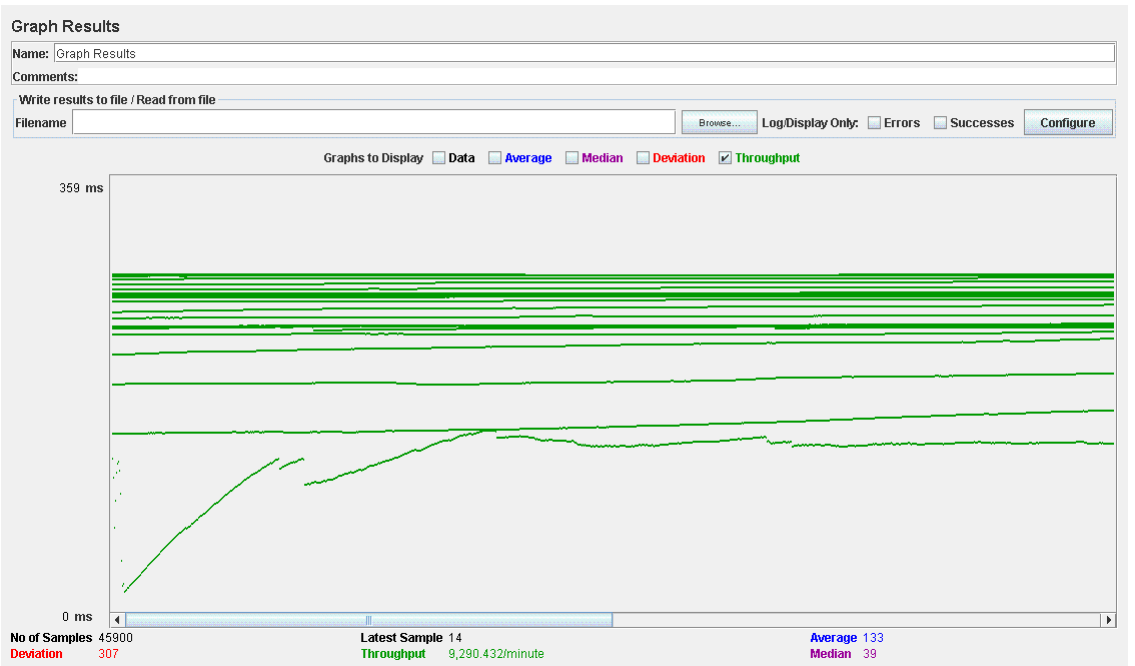 Graph Results
Name: Graph Results
Comments:
Write results to file / Read from file
Filename Browse... Log/Display Only: Errors Successes Configure
Graphs to Display Data Average Median Deviation Throughput
359 ms
0 ms
No of Samples 45900 Latest Sample 14 Average 133
Deviation 307 Throughput 9,290.432/minute Median 39